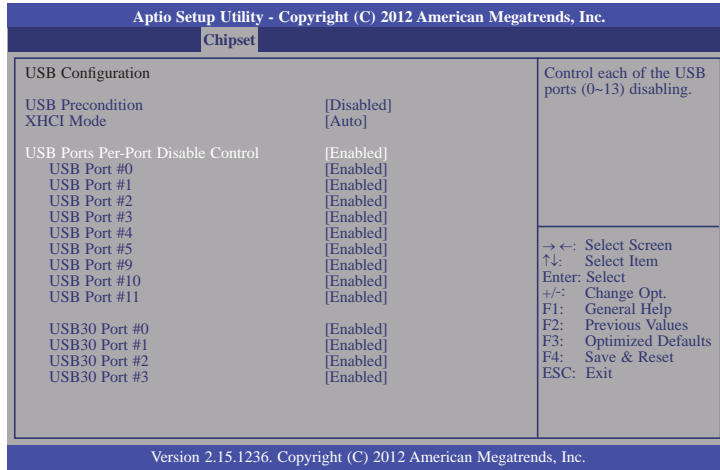 Aptio Setup Utility - Copyright (C) 2012 American Megatrends, Inc.
Chipset
USB Configuration
USB Precondition [Disabled]
XHCI Mode [Auto]
USB Ports Per-Port Disable Control [Enabled]
USB Port #0 [Enabled]
USB Port #1 [Enabled]
USB Port #2 [Enabled]
USB Port #3 [Enabled]
USB Port #4 [Enabled]
USB Port #5 [Enabled]
USB Port #9 [Enabled]
USB Port #10 [Enabled]
USB Port #11 [Enabled]
USB30 Port #0 [Enabled]
USB30 Port #1 [Enabled]
USB30 Port #2 [Enabled]
USB30 Port #3 [Enabled]
Control each of the USB
ports (0~13) disabling.
→←: Select Screen
↑↓: Select Item
Enter: Select
+/-: Change Opt.
F1: General Help
F2: Previous Values
F3: Optimized Defaults
F4: Save & Reset
ESC: Exit
Version 2.15.1236. Copyright (C) 2012 American Megatrends, Inc.